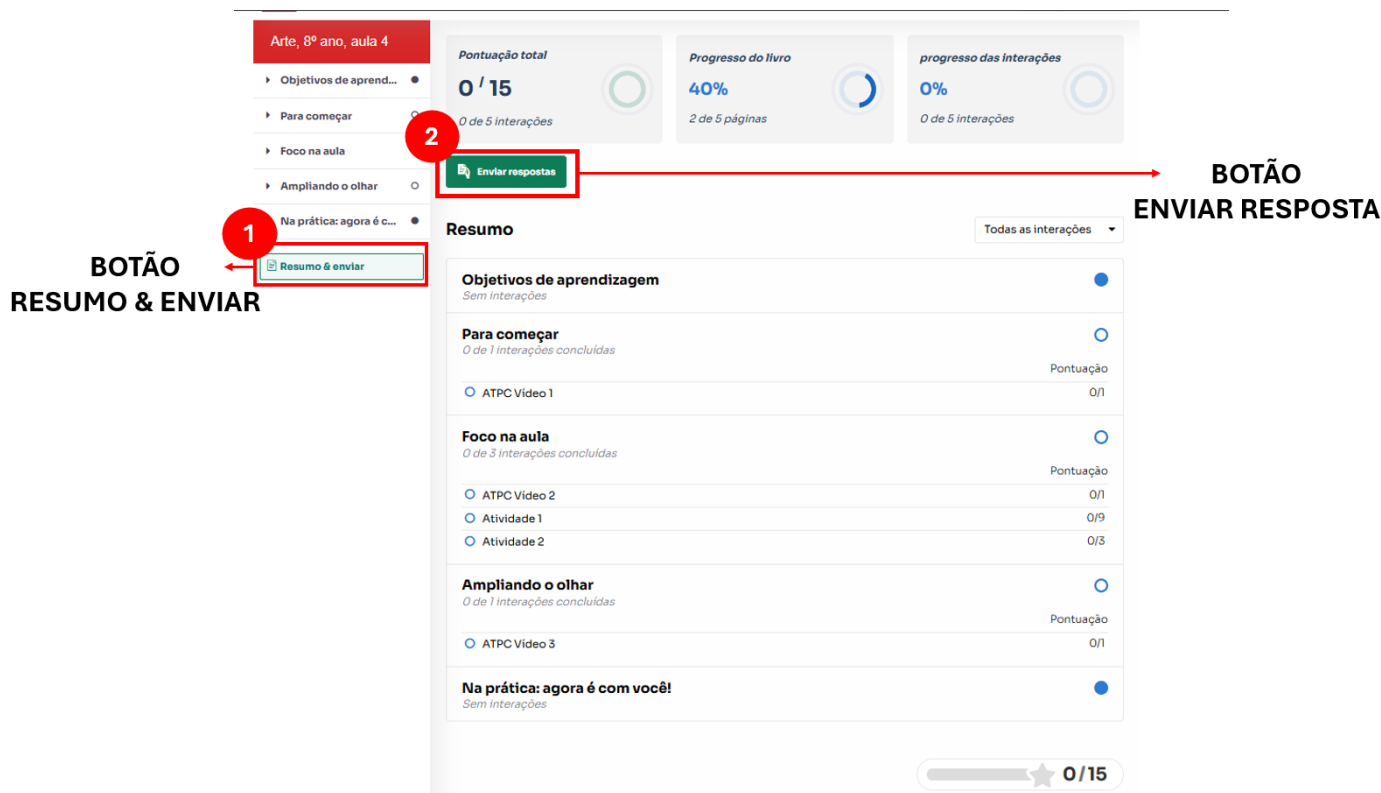 Arte, 8º ano, aula 4
Objetivos de aprend...
Para começar
Foco na aula
Ampliando o olhar
Na prática: agora é c...
1
Resumo & enviar
BOTÃO
RESUMO & ENVIAR
Pontuação total
0 / 15
0 de 5 interações
Progresso do livro
40%
2 de 5 páginas
progresso das interações
0%
0 de 5 interações
2
Enviar respostas
BOTÃO
ENVIAR RESPOSTA
Resumo
Todas as interações
Objetivos de aprendizagem
Sem interações
Para começar
0 de 1 interações concluídas
Pontuação
ATPC Vídeo 1 0/1
Foco na aula
0 de 3 interações concluídas
Pontuação
ATPC Vídeo 2 0/1
Atividade 1 0/9
Atividade 2 0/3
Ampliando o olhar
0 de 1 interações concluídas
Pontuação
ATPC Vídeo 3 0/1
Na prática: agora é com você!
Sem interações
0/15